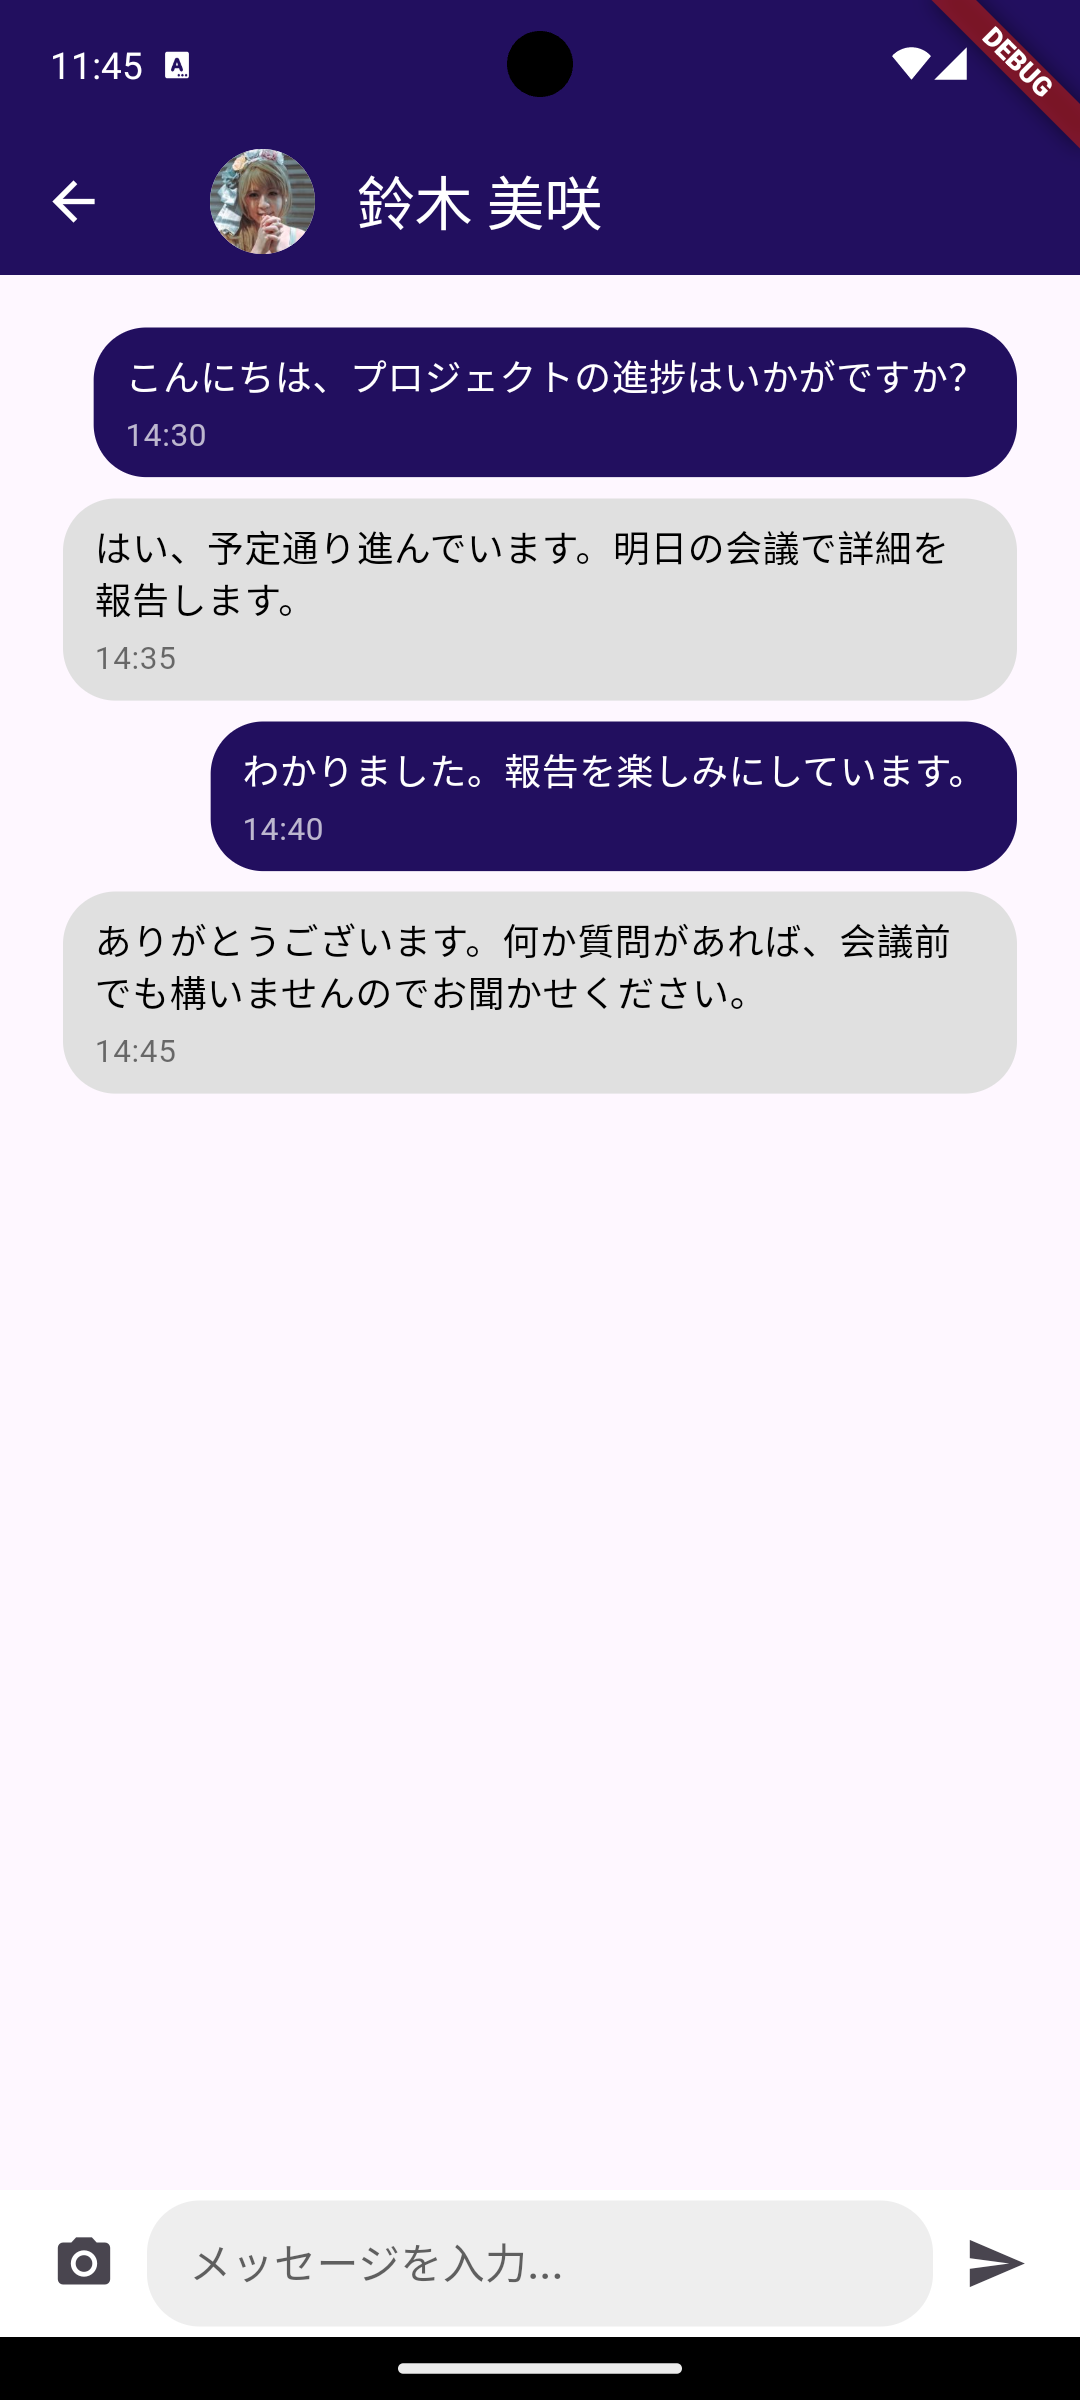 11:45
DEBUG
鈴木 美咲
こんにちは、プロジェクトの進捗はいかがですか?
14:30
はい、予定通り進んでいます。明日の会議で詳細を
報告します。
14:35
わかりました。報告を楽しみにしています。
14:40
ありがとうございます。何か質問があれば、会議前
でも構いませんのでお聞かせください。
14:45
メッセージを入力...